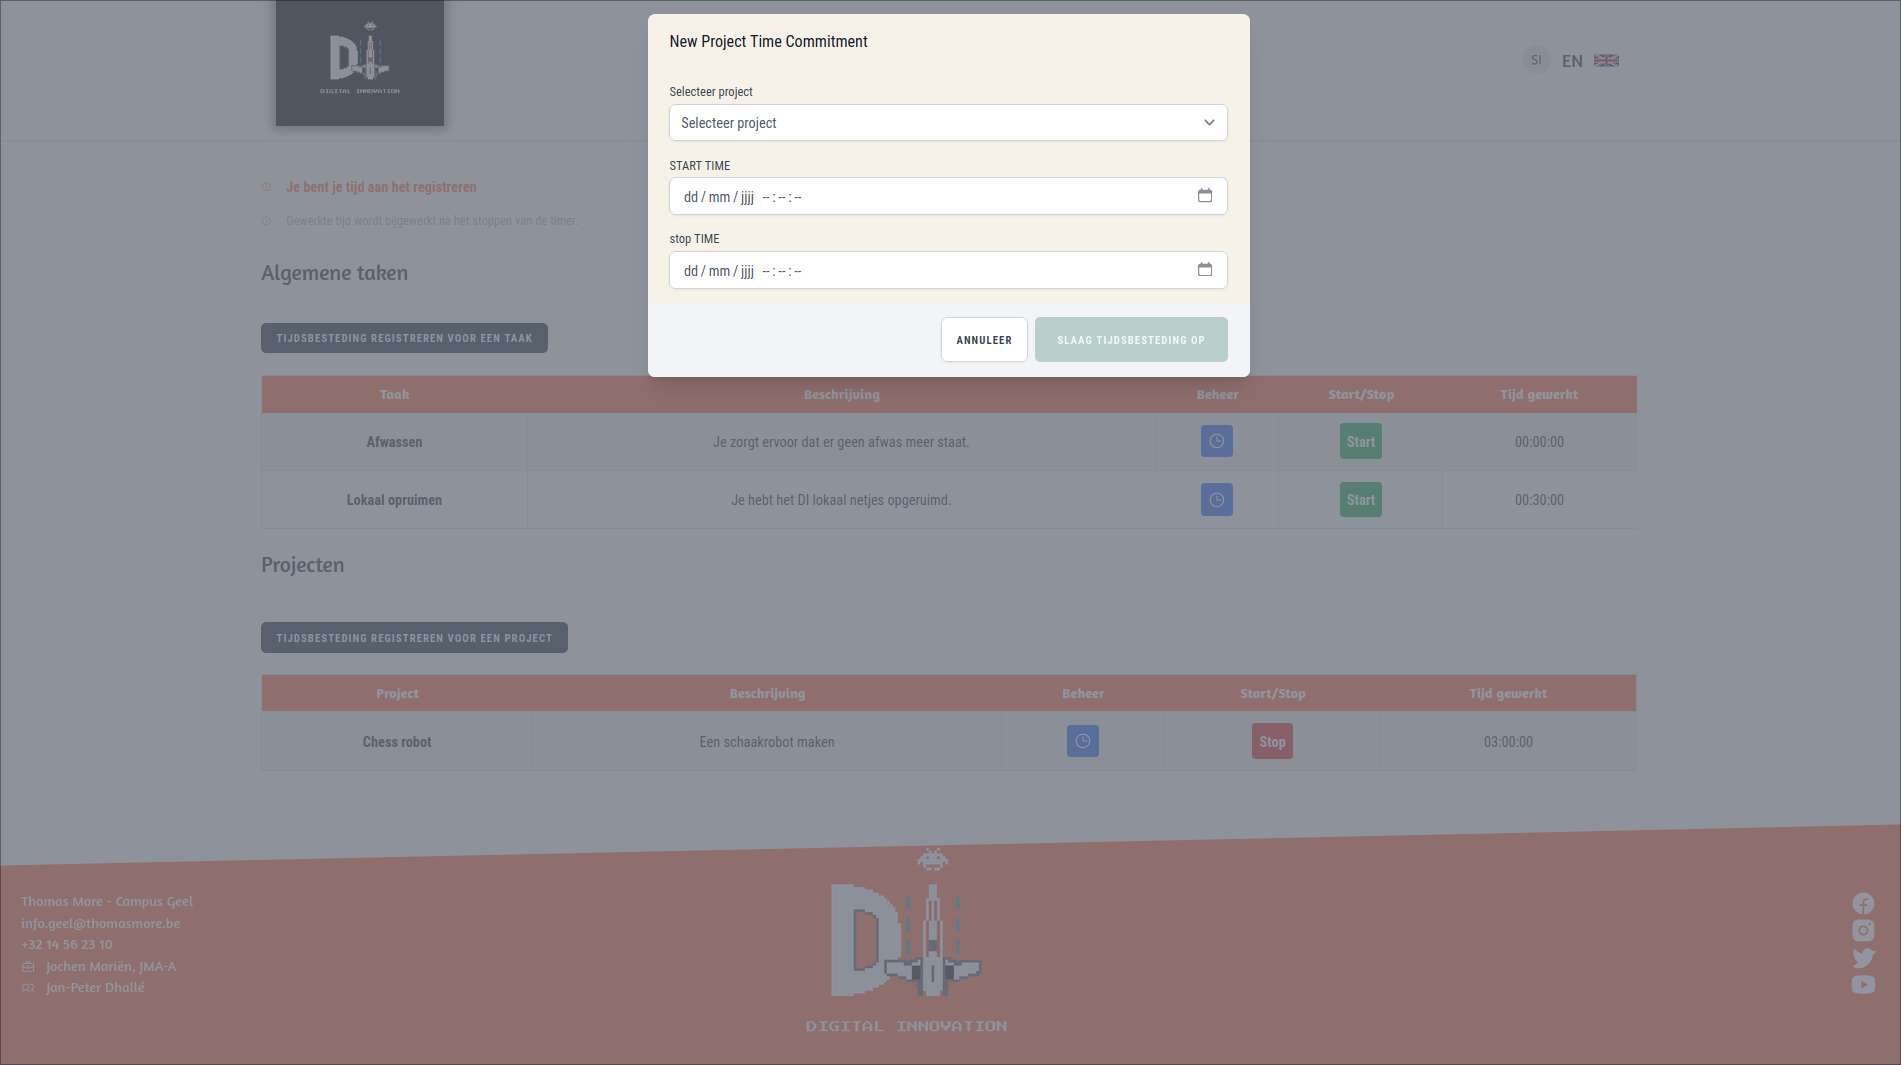 DIGITAL INNOVATION
SI EN
New Project Time Commitment
Selecteer project
Selecteer project
START TIME
dd / mm / jjjj -- : -- : --
stop TIME
dd / mm / jjjj -- : -- : --
ANNULEER
SLAAG TIJDSBESTEDING OP
Je bent je tijd aan het registreren
Gewerkte tijd wordt bijgewerkt na het stoppen van de timer.
Algemene taken
TIJDSBESTEDING REGISTREREN VOOR EEN TAAK
Taak Beschrijving Beheer Start/Stop Tijd gewerkt
Afwassen Je zorgt ervoor dat er geen afwas meer staat. Start 00:00:00
Lokaal opruimen Je hebt het DI lokaal netjes opgeruimd. Start 00:30:00
Projecten
TIJDSBESTEDING REGISTREREN VOOR EEN PROJECT
Project Beschrijving Beheer Start/Stop Tijd gewerkt
Chess robot Een schaakrobot maken Stop 03:00:00
Thomas More - Campus Geel
info.geel@thomasmore.be
+32 14 56 23 10
Jochen Mariën, JMA-A
Jan-Peter Dhallé
DIGITAL INNOVATION